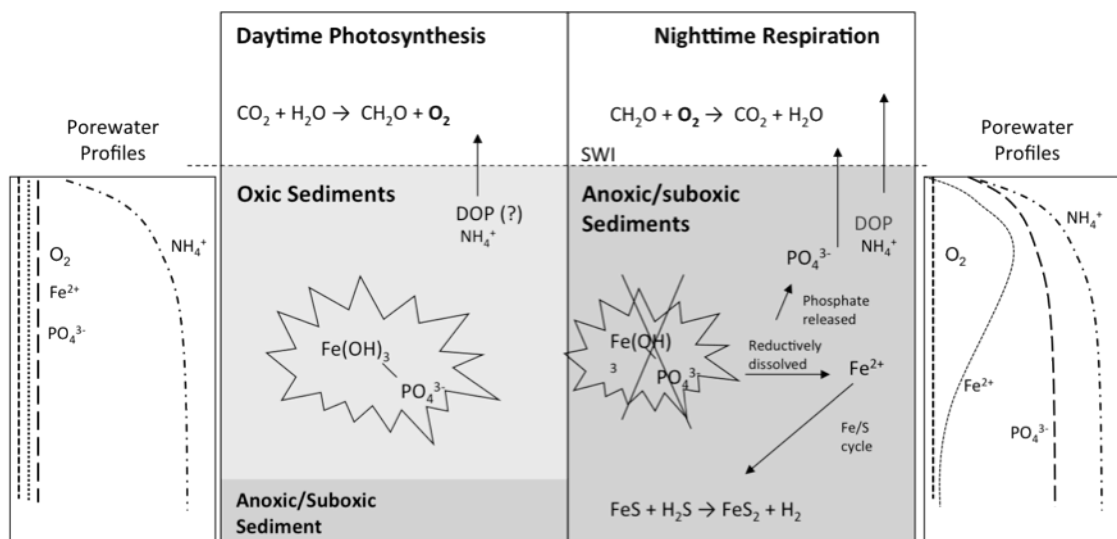 Daytime Photosynthesis
Nighttime Respiration
CO₂ + H₂O → CH₂O + O₂
CH₂O + O₂ → CO₂ + H₂O
Porewater
Profiles
O₂
Fe²⁺
PO₄³⁻
NH₄⁺
SWI
Oxic Sediments
DOP (?)
NH₄⁺
Fe(OH)₃
PO₄³⁻
Anoxic/Suboxic
Sediment
Anoxic/suboxic
Sediments
DOP
NH₄⁺
PO₄³⁻
Phosphate
released
Fe(OH)
3
PO₄³⁻
Reductively
dissolved
Fe²⁺
Fe/S
cycle
FeS + H₂S → FeS₂ + H₂
Porewater
Profiles
NH₄⁺
O₂
Fe²⁺
PO₄³⁻